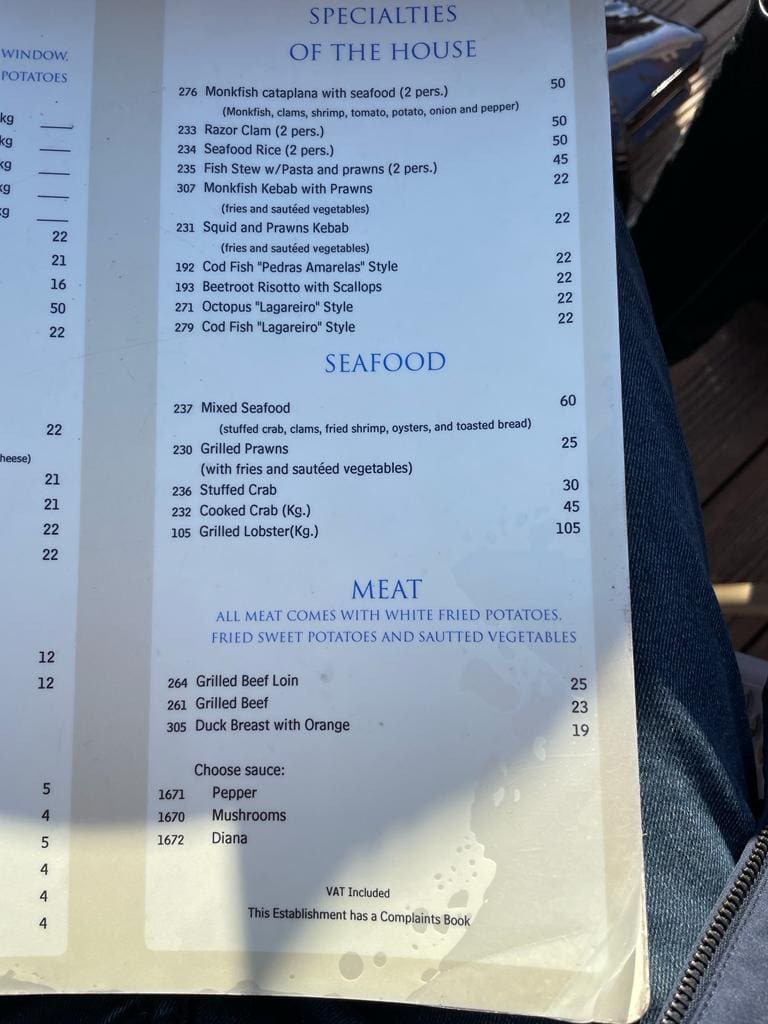 WINDOW,
POTATOES
kg ___
kg ___
kg ___
kg ___
kg ___
22
21
16
50
22
22
heese)
21
21
22
22
12
12
5
4
5
4
4
4
SPECIALTIES
OF THE HOUSE
276 Monkfish cataplana with seafood (2 pers.) 50
(Monkfish, clams, shrimp, tomato, potato, onion and pepper)
233 Razor Clam (2 pers.) 50
234 Seafood Rice (2 pers.) 50
235 Fish Stew w/Pasta and prawns (2 pers.) 45
307 Monkfish Kebab with Prawns 22
(fries and sautéed vegetables)
231 Squid and Prawns Kebab 22
(fries and sautéed vegetables)
192 Cod Fish "Pedras Amarelas" Style 22
193 Beetroot Risotto with Scallops 22
271 Octopus "Lagareiro" Style 22
279 Cod Fish "Lagareiro" Style 22
SEAFOOD
237 Mixed Seafood 60
(stuffed crab, clams, fried shrimp, oysters, and toasted bread)
230 Grilled Prawns 25
(with fries and sautéed vegetables)
236 Stuffed Crab 30
232 Cooked Crab (Kg.) 45
105 Grilled Lobster(Kg.) 105
MEAT
ALL MEAT COMES WITH WHITE FRIED POTATOES,
FRIED SWEET POTATOES AND SAUTTED VEGETABLES
264 Grilled Beef Loin 25
261 Grilled Beef 23
305 Duck Breast with Orange 19
Choose sauce:
1671 Pepper
1670 Mushrooms
1672 Diana
VAT Included
This Establishment has a Complaints Book